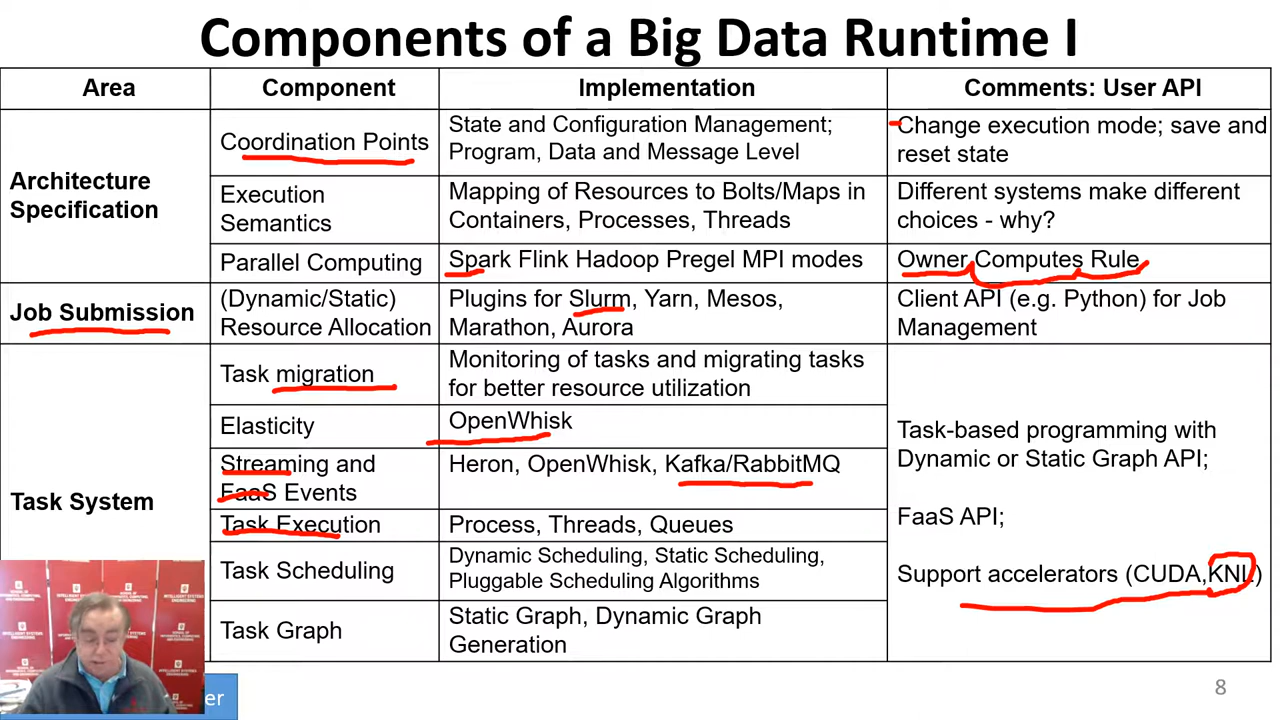 Components of a Big Data Runtime I
Area
Component
Implementation
Comments: User API
Architecture
Specification
Coordination Points
State and Configuration Management;
Program, Data and Message Level
Change execution mode; save and
reset state
Execution
Semantics
Mapping of Resources to Bolts/Maps in
Containers, Processes, Threads
Different systems make different
choices - why?
Parallel Computing
Spark Flink Hadoop Pregel MPI modes
Owner Computes Rule
Job Submission
(Dynamic/Static)
Resource Allocation
Plugins for Slurm, Yarn, Mesos,
Marathon, Aurora
Client API (e.g. Python) for Job
Management
Task System
Task migration
Monitoring of tasks and migrating tasks
for better resource utilization
Elasticity
OpenWhisk
Streaming and
FaaS Events
Heron, OpenWhisk, Kafka/RabbitMQ
Task Execution
Process, Threads, Queues
Task Scheduling
Dynamic Scheduling, Static Scheduling,
Pluggable Scheduling Algorithms
Task Graph
Static Graph, Dynamic Graph
Generation
Task-based programming with
Dynamic or Static Graph API;
FaaS API;
Support accelerators (CUDA,KNL)
8